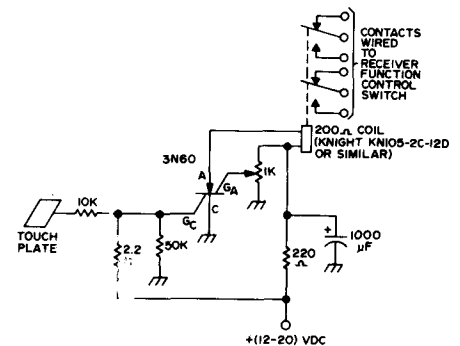 CONTACTS
WIRED
TO
RECEIVER
FUNCTION
CONTROL
SWITCH
200Ω COIL
(KNIGHT KN105-2C-12D
OR SIMILAR)
3N60
A
GA
1K
C
GC
10K
TOUCH
PLATE
2.2
50K
220
Ω
+
1000
μF
+(12-20) VDC